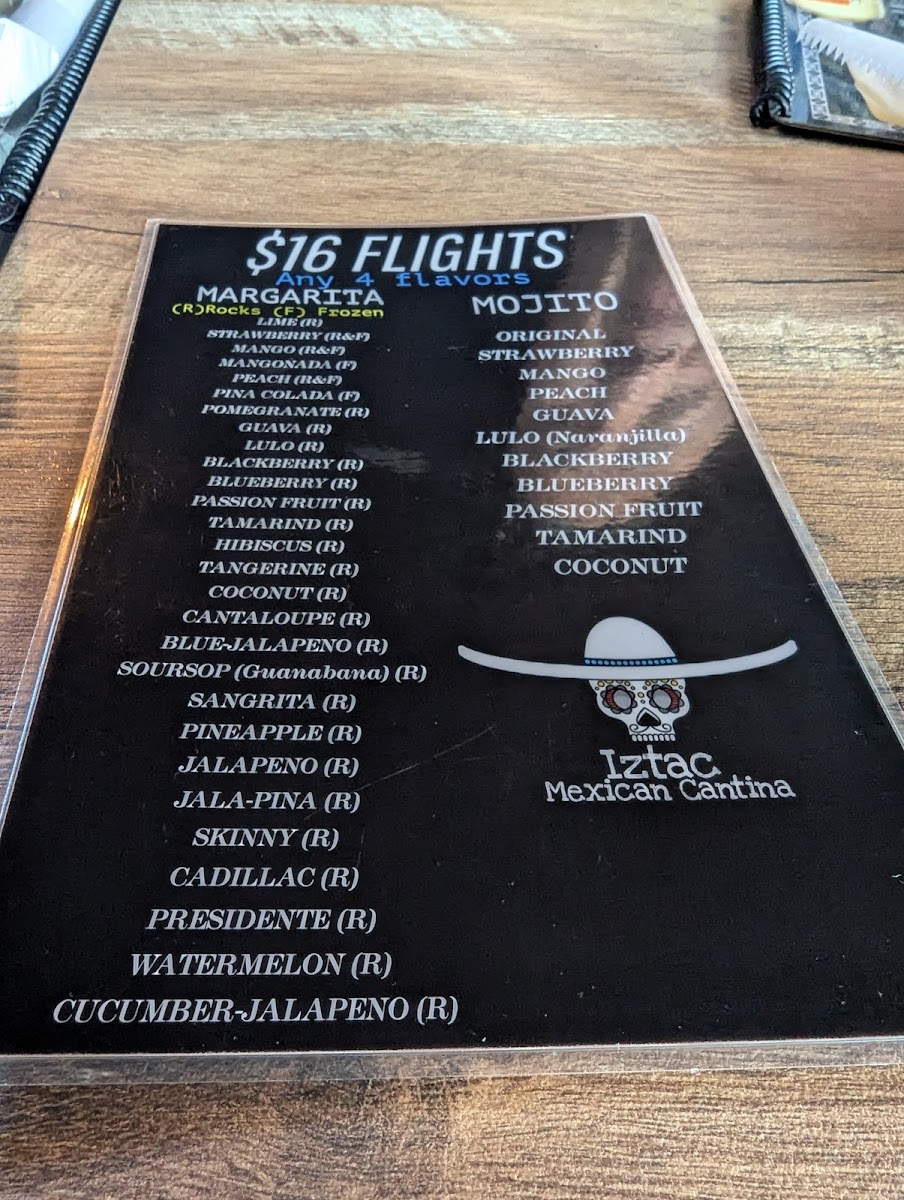 $16 FLIGHTS
Any 4 flavors
MARGARITA
(R)Rocks (F) Frozen
LIME (R)
STRAWBERRY (R&F)
MANGO (R&F)
MANGONADA (F)
PEACH (R&F)
PINA COLADA (F)
POMEGRANATE (R)
GUAVA (R)
LULO (R)
BLACKBERRY (R)
BLUEBERRY (R)
PASSION FRUIT (R)
TAMARIND (R)
HIBISCUS (R)
TANGERINE (R)
COCONUT (R)
CANTALOUPE (R)
BLUE-JALAPENO (R)
SOURSOP (Guanabana) (R)
SANGRITA (R)
PINEAPPLE (R)
JALAPENO (R)
JALA-PINA (R)
SKINNY (R)
CADILLAC (R)
PRESIDENTE (R)
WATERMELON (R)
CUCUMBER-JALAPENO (R)
MOJITO
ORIGINAL
STRAWBERRY
MANGO
PEACH
GUAVA
LULO (Naranjilla)
BLACKBERRY
BLUEBERRY
PASSION FRUIT
TAMARIND
COCONUT
Iztac
Mexican Cantina